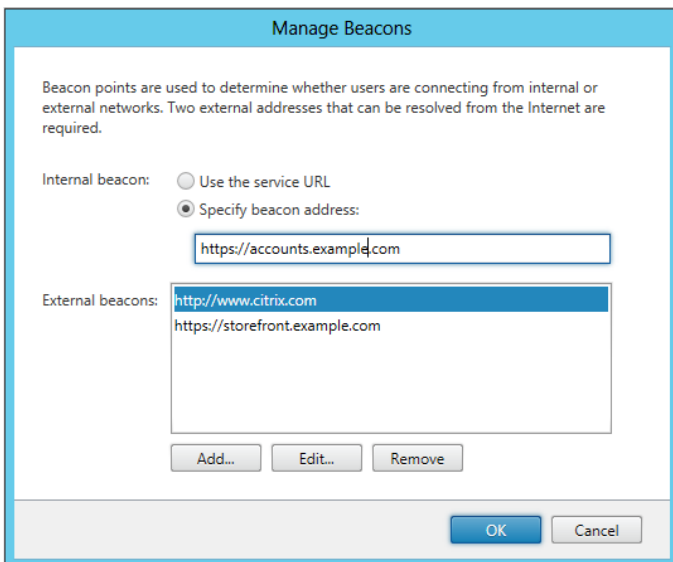 Manage Beacons
Beacon points are used to determine whether users are connecting from internal or
external networks. Two external addresses that can be resolved from the Internet are
required.
Internal beacon:
Use the service URL
Specify beacon address:
https://accounts.example.com
External beacons:
http://www.citrix.com
https://storefront.example.com
Add... Edit... Remove
OK Cancel